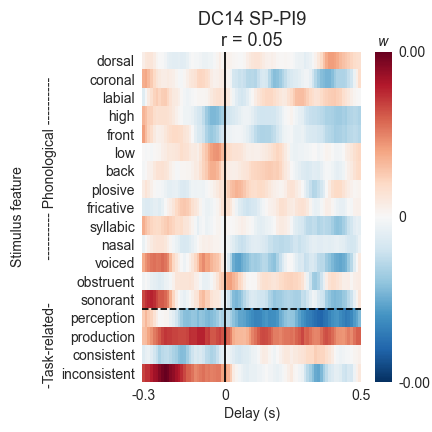 DC14 SP-PI9
r = 0.05
w
Stimulus feature
---------- Phonological ----------
-Task-related-
dorsal
coronal
labial
high
front
low
back
plosive
fricative
syllabic
nasal
voiced
obstruent
sonorant
perception
production
consistent
inconsistent
0.00
0
-0.00
-0.3 0 0.5
Delay (s)